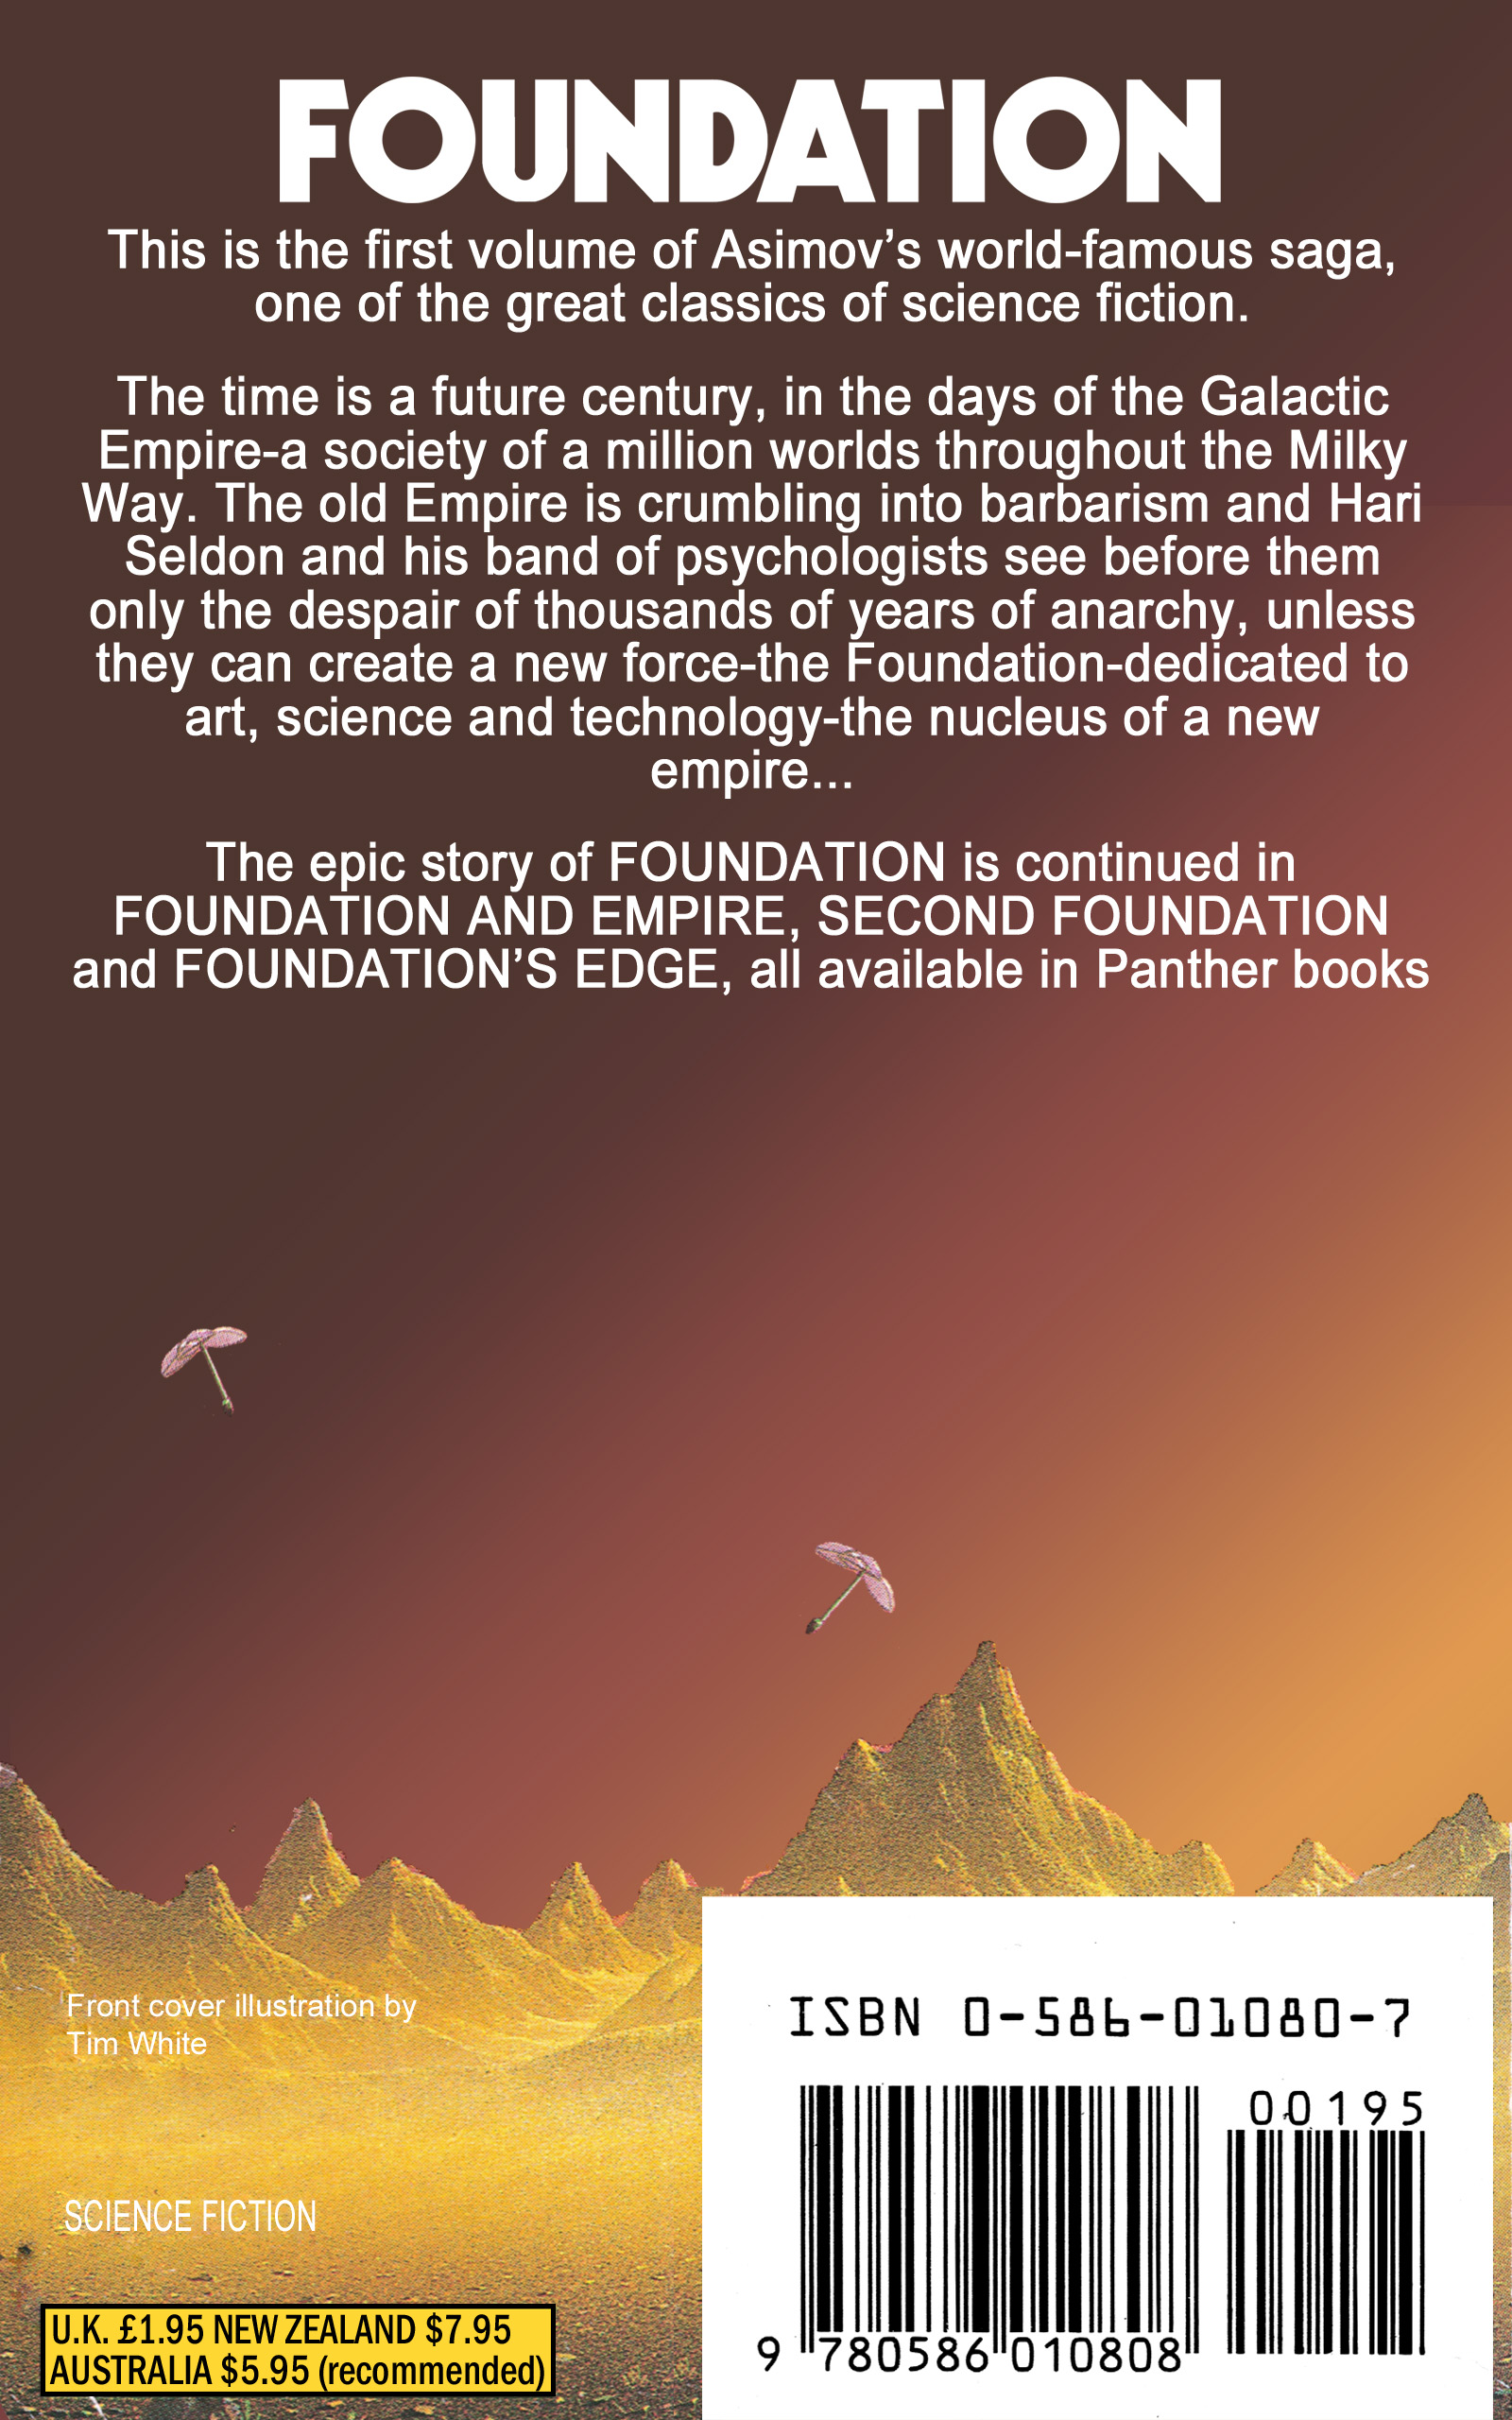 FOUNDATION
This is the first volume of Asimov’s world-famous saga,
one of the great classics of science fiction.
The time is a future century, in the days of the Galactic
Empire-a society of a million worlds throughout the Milky
Way. The old Empire is crumbling into barbarism and Hari
Seldon and his band of psychologists see before them
only the despair of thousands of years of anarchy, unless
they can create a new force-the Foundation-dedicated to
art, science and technology-the nucleus of a new
empire...
The epic story of FOUNDATION is continued in
FOUNDATION AND EMPIRE, SECOND FOUNDATION
and FOUNDATION’S EDGE, all available in Panther books
Front cover illustration by
Tim White
SCIENCE FICTION
U.K. £1.95 NEW ZEALAND $7.95
AUSTRALIA $5.95 (recommended)
ISBN 0-586-01080-7
00195
9 780586 010808